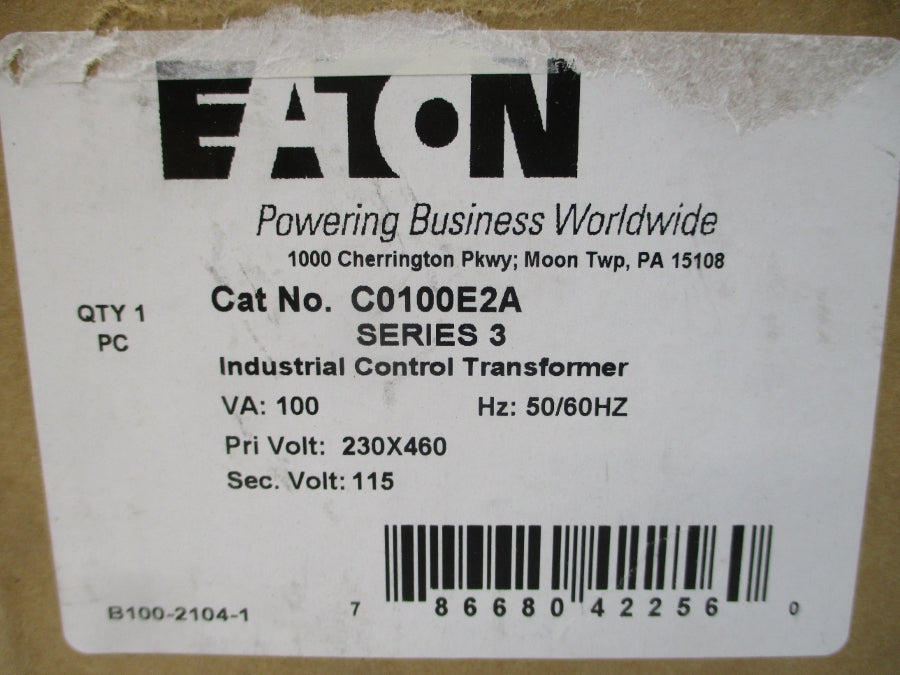 EATON
Powering Business Worldwide
1000 Cherrington Pkwy; Moon Twp, PA 15108
QTY 1
PC
Cat No. C0100E2A
SERIES 3
Industrial Control Transformer
VA: 100 Hz: 50/60HZ
Pri Volt: 230X460
Sec. Volt: 115
B100-2104-1
7 86680 42256 0